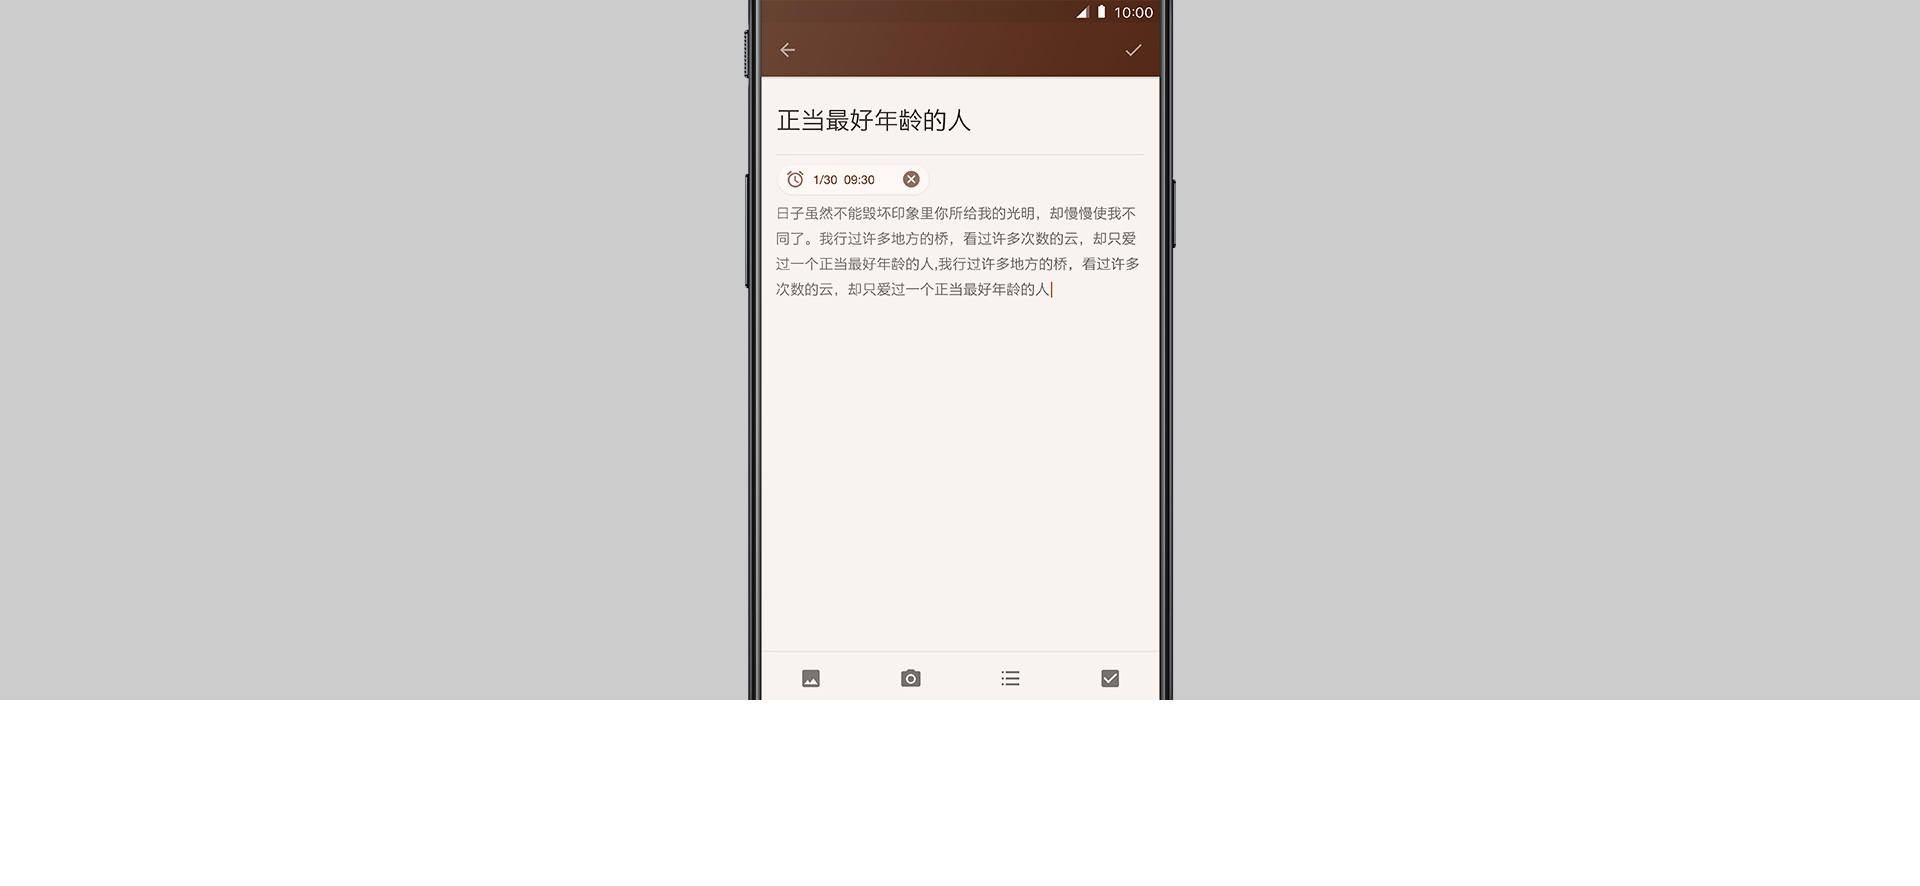 10:00
正当最好年龄的人
1/30 09:30
日子虽然不能毁坏印象里你所给我的光明，却慢慢使我不
同了。我行过许多地方的桥，看过许多次数的云，却只爱
过一个正当最好年龄的人,我行过许多地方的桥，看过许多
次数的云，却只爱过一个正当最好年龄的人